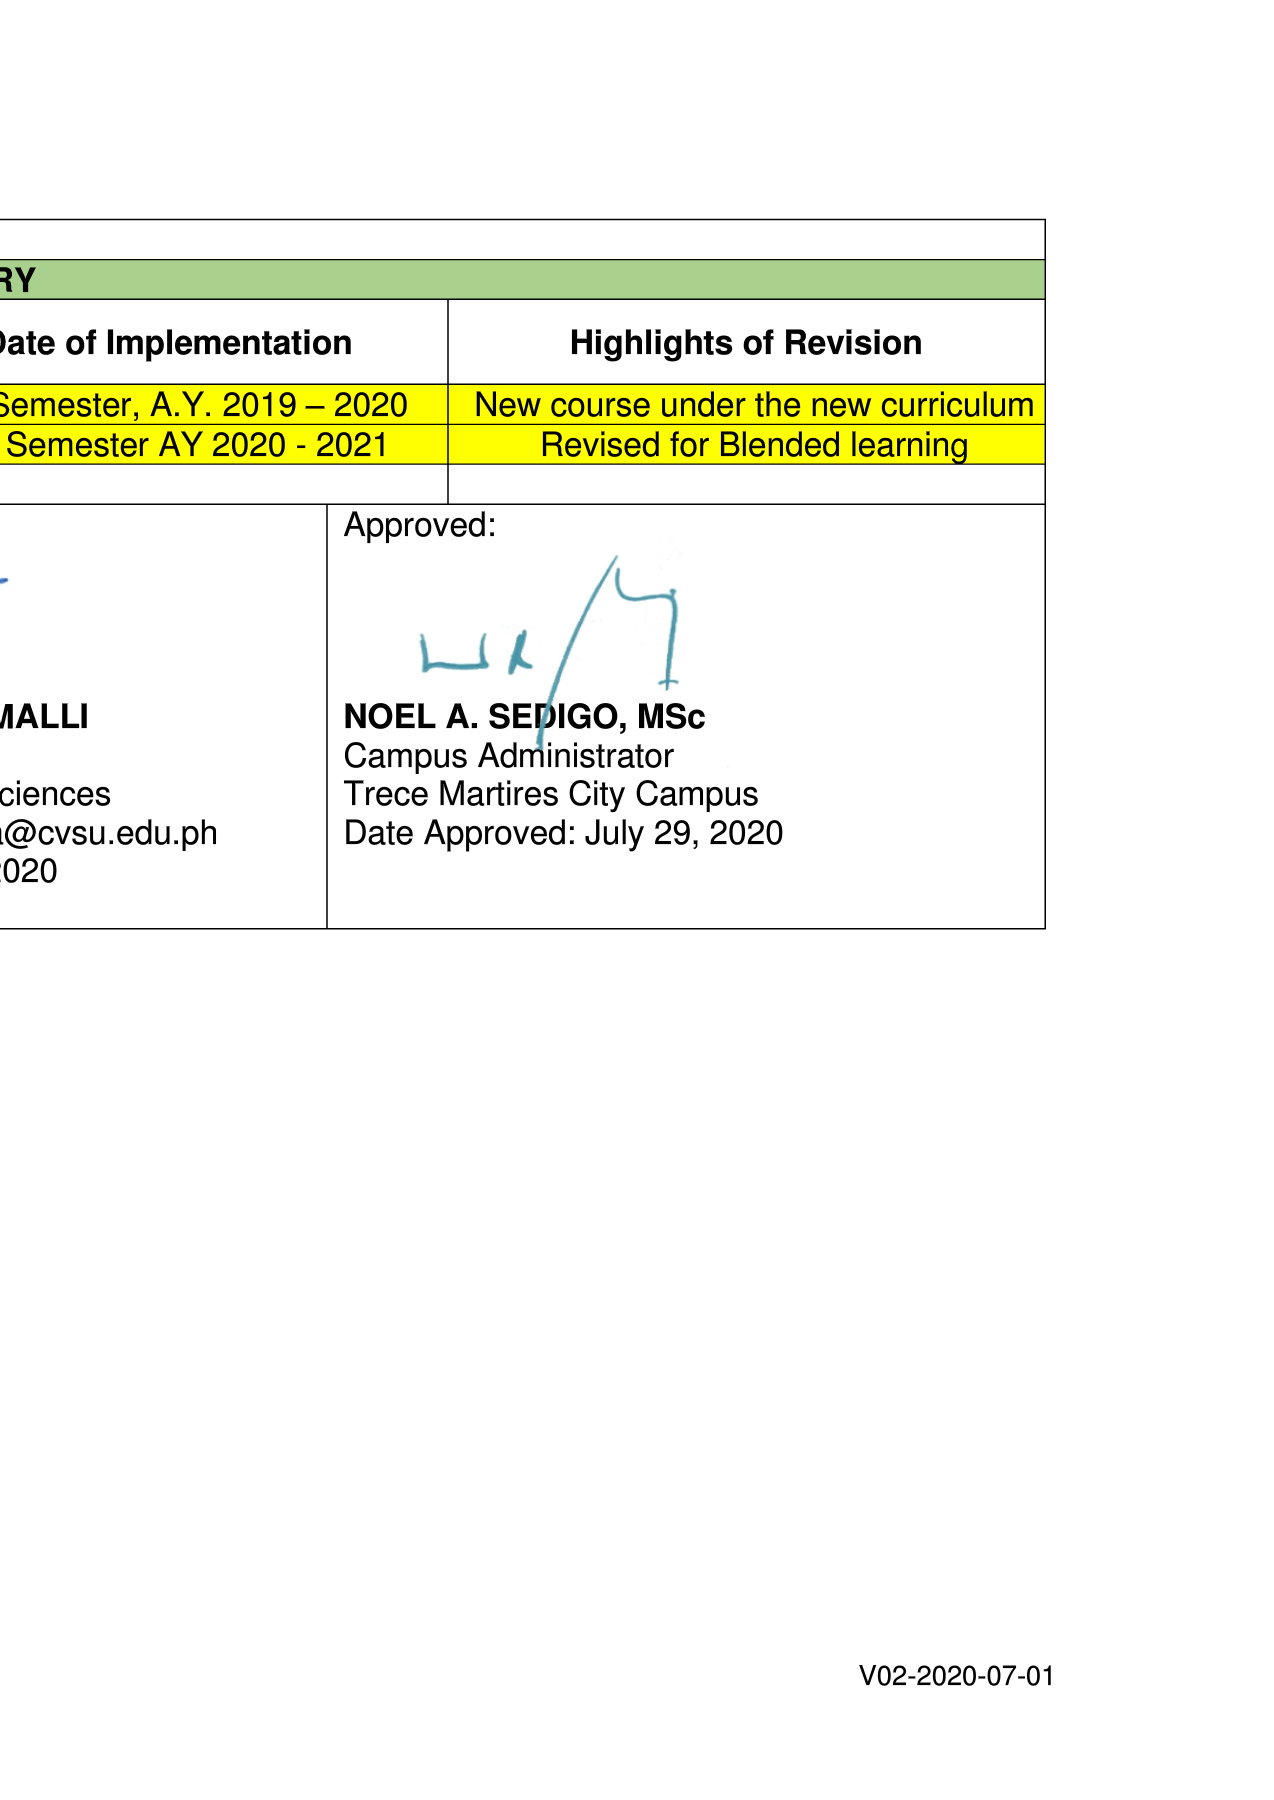 RY
Date of Implementation
Highlights of Revision
Semester, A.Y. 2019 – 2020
New course under the new curriculum
Semester AY 2020 - 2021
Revised for Blended learning
Approved:
MALLI
ciences
a@cvsu.edu.ph
2020
NOEL A. SEDIGO, MSc
Campus Administrator
Trece Martires City Campus
Date Approved: July 29, 2020
V02-2020-07-01